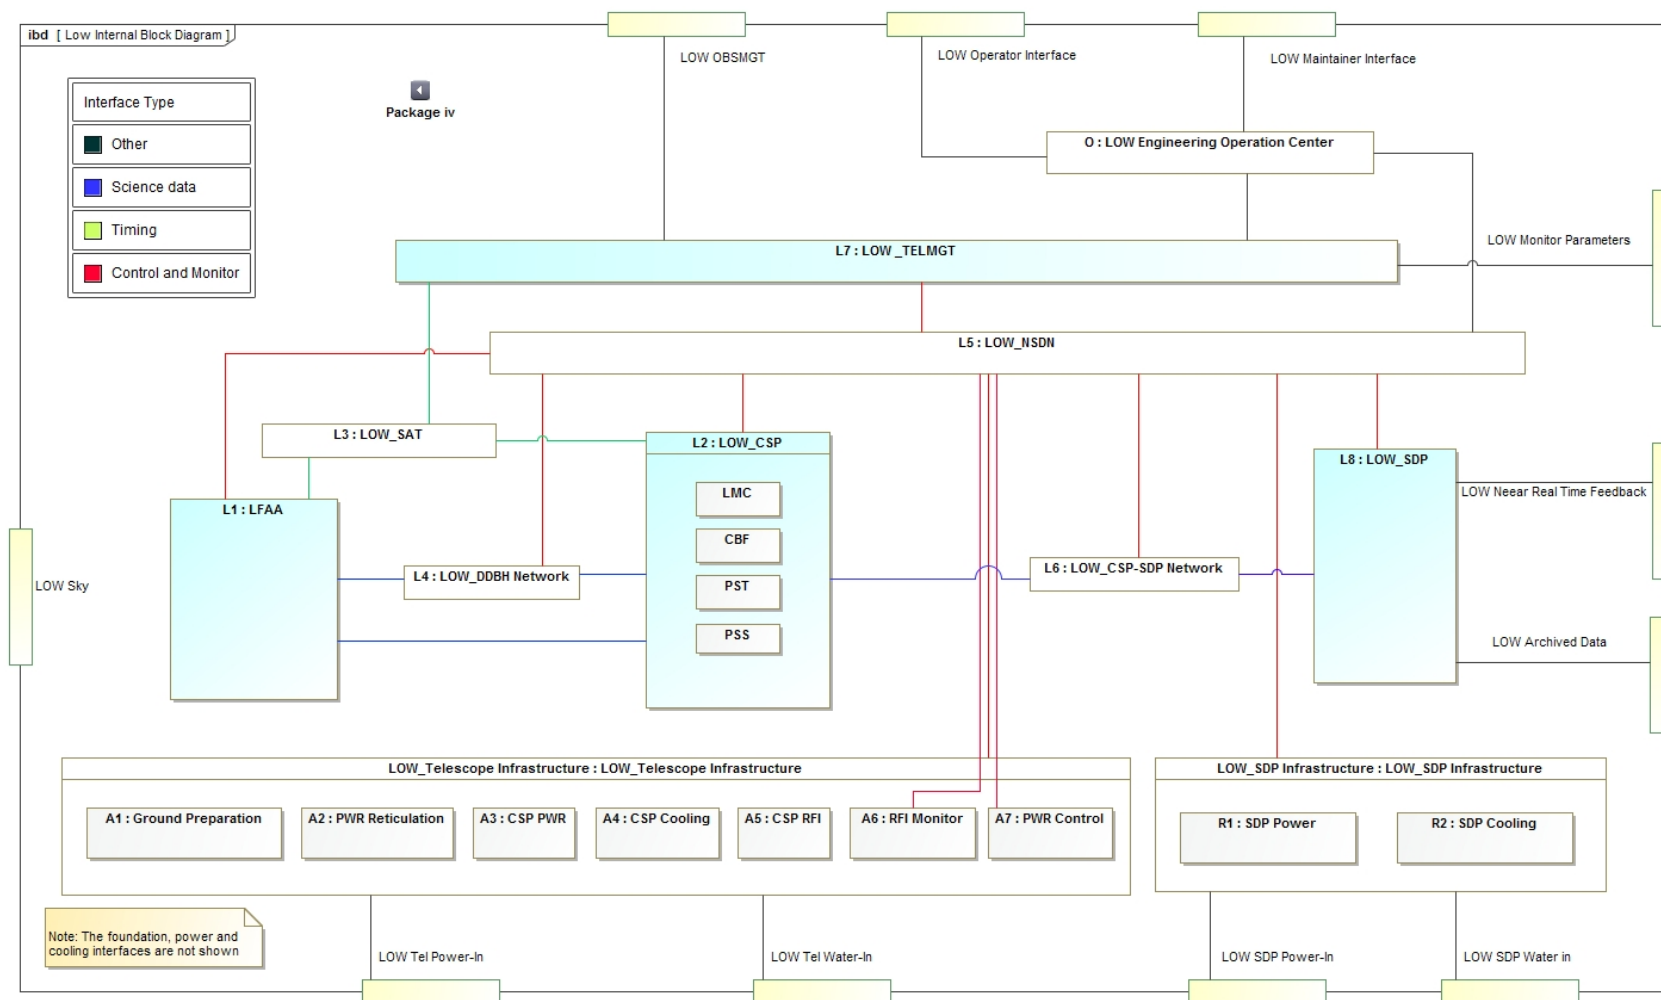 ibd [ Low Internal Block Diagram ]
LOW OBSMGT
LOW Operator Interface
LOW Maintainer Interface
Interface Type
Other
Science data
Timing
Control and Monitor
Package iv
O : LOW Engineering Operation Center
LOW Monitor Parameters
L7 : LOW _TELMGT
L5 : LOW_NSDN
L3 : LOW_SAT
L2 : LOW_CSP
LMC
CBF
PST
PSS
L8 : LOW_SDP
LOW Neear Real Time Feedback
L1 : LFAA
L4 : LOW_DDBH Network
L6 : LOW_CSP-SDP Network
LOW Sky
LOW Archived Data
LOW_Telescope Infrastructure : LOW_Telescope Infrastructure
A1 : Ground Preparation
A2 : PWR Reticulation
A3 : CSP PWR
A4 : CSP Cooling
A5 : CSP RFI
A6 : RFI Monitor
A7 : PWR Control
LOW_SDP Infrastructure : LOW_SDP Infrastructure
R1 : SDP Power
R2 : SDP Cooling
Note: The foundation, power and
cooling interfaces are not shown
LOW Tel Power-In
LOW Tel Water-In
LOW SDP Power-In
LOW SDP Water in